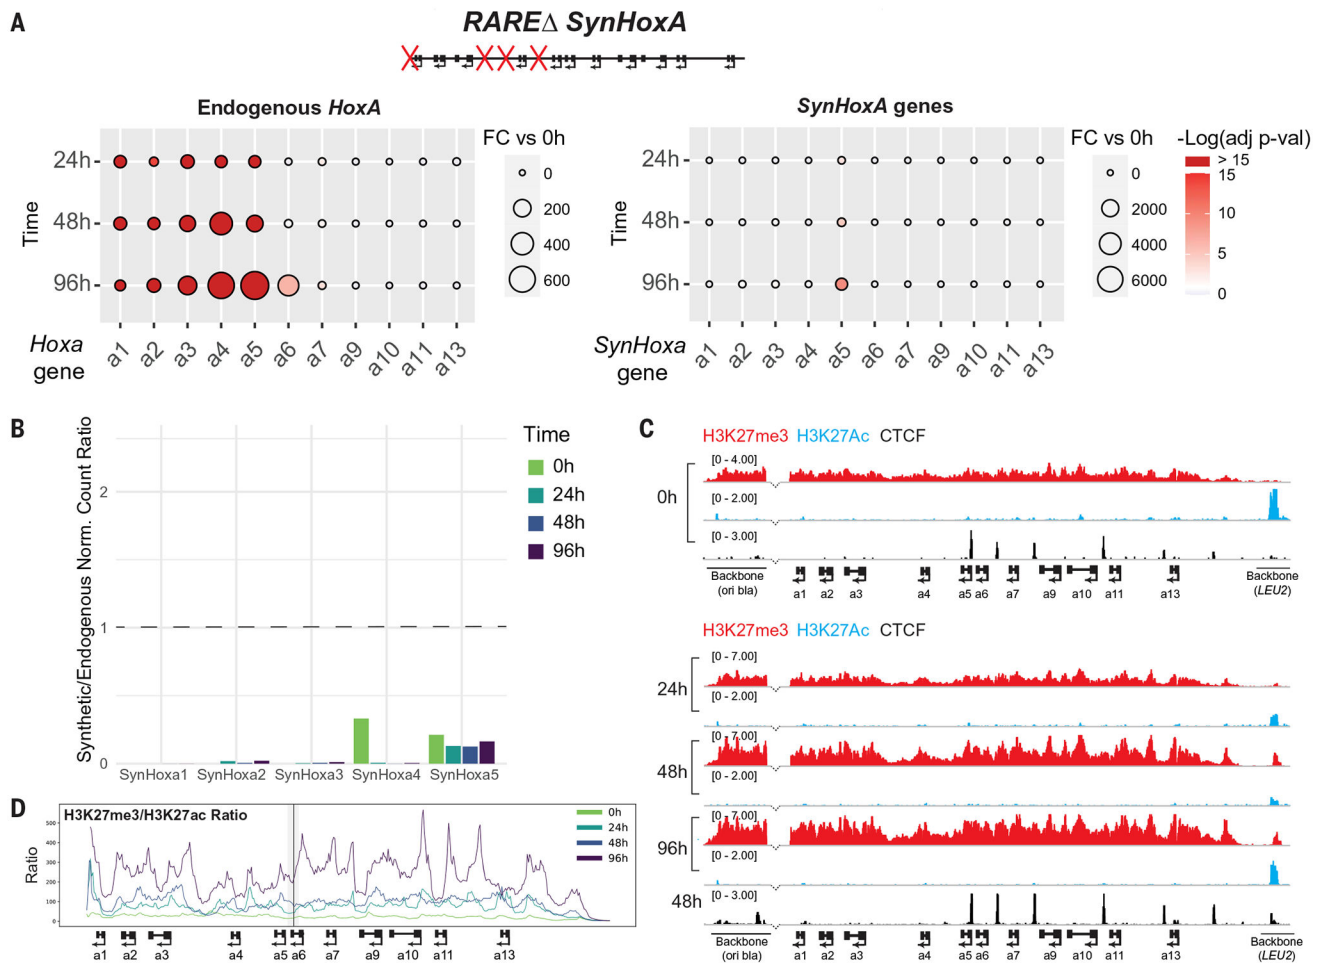 A
RAREΔ SynHoxA
Endogenous HoxA
FC vs 0h
0
200
400
600
24h
48h
96h
Time
Hoxa gene
a1 a2 a3 a4 a5 a6 a7 a9 a10 a11 a13
SynHoxA genes
FC vs 0h
0
2000
4000
6000
-Log(adj p-val)
> 15
15
10
5
0
24h
48h
96h
Time
SynHoxa gene
a1 a2 a3 a4 a5 a6 a7 a9 a10 a11 a13
B
Synthetic/Endogenous Norm. Count Ratio
2
1
0
SynHoxa1 SynHoxa2 SynHoxa3 SynHoxa4 SynHoxa5
Time
0h
24h
48h
96h
C
H3K27me3 H3K27Ac CTCF
0h
[0 - 4.00]
[0 - 2.00]
[0 - 3.00]
Backbone (ori bla)
a1 a2 a3 a4 a5 a6 a7 a9 a10 a11 a13
Backbone (LEU2)
H3K27me3 H3K27Ac CTCF
24h
[0 - 7.00]
[0 - 2.00]
48h
[0 - 7.00]
[0 - 2.00]
96h
[0 - 7.00]
[0 - 2.00]
48h
[0 - 3.00]
Backbone (ori bla)
a1 a2 a3 a4 a5 a6 a7 a9 a10 a11 a13
Backbone (LEU2)
D
H3K27me3/H3K27ac Ratio
Ratio
500
400
300
200
100
0
0h
24h
48h
96h
a1 a2 a3 a4 a5 a6 a7 a9 a10 a11 a13